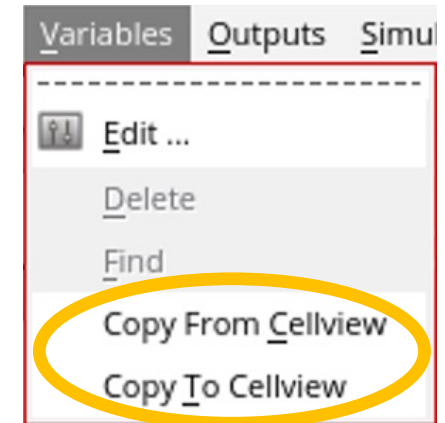 Variables Outputs Simul
Edit ...
Delete
Find
Copy From Cellview
Copy To Cellview